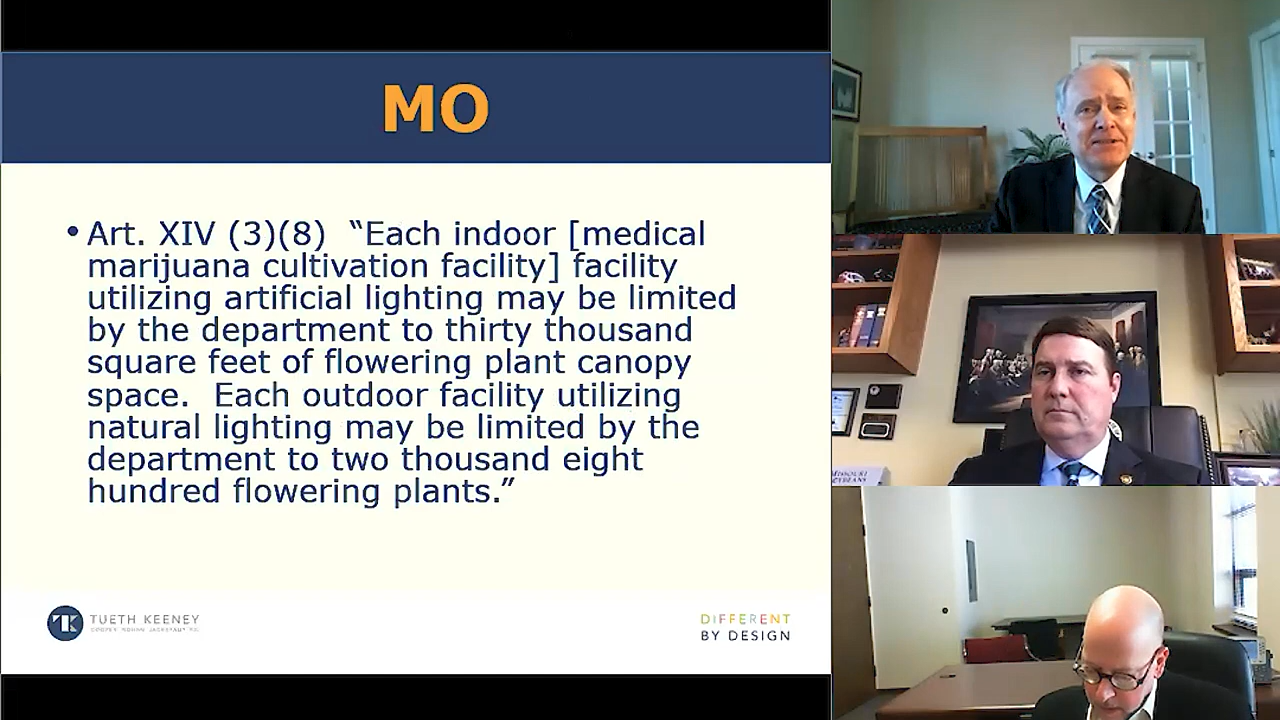 MO
• Art. XIV (3)(8) “Each indoor [medical
marijuana cultivation facility] facility
utilizing artificial lighting may be limited
by the department to thirty thousand
square feet of flowering plant canopy
space. Each outdoor facility utilizing
natural lighting may be limited by the
department to two thousand eight
hundred flowering plants.”
TK TUETH KEENEY
DIFFERENT
BY DESIGN
MISSOURI